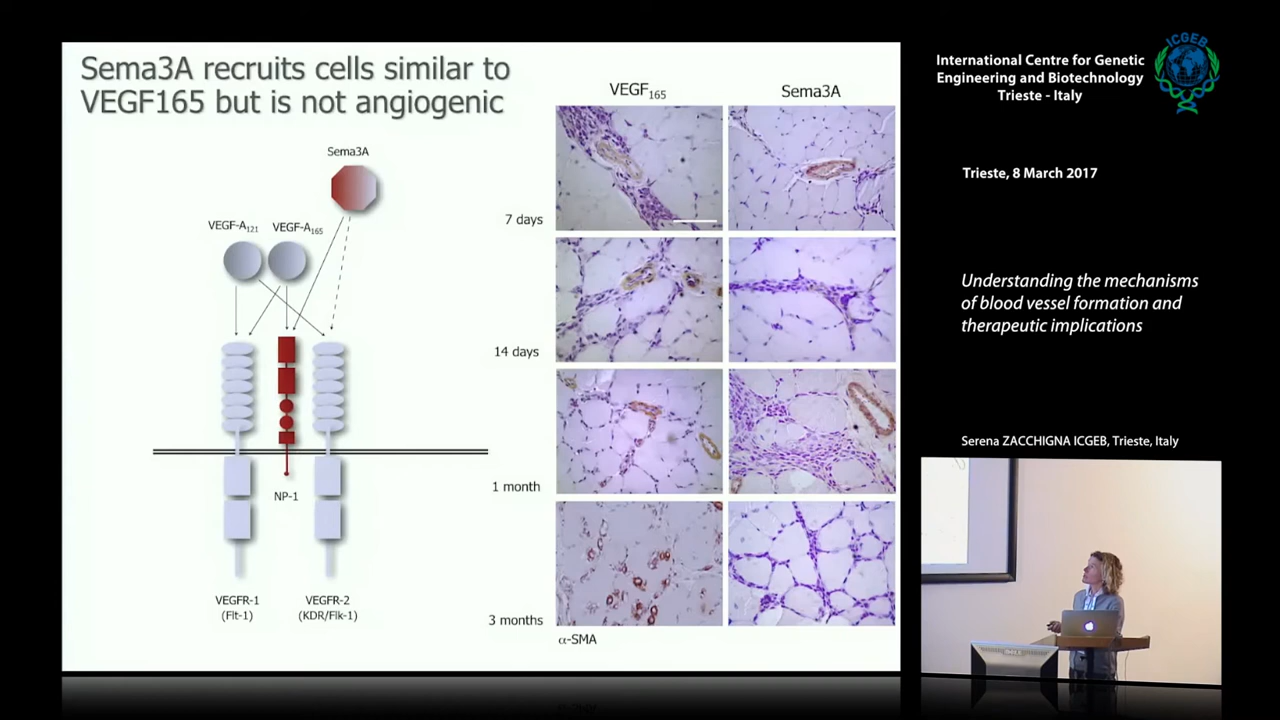 Sema3A recruits cells similar to
VEGF165 but is not angiogenic
Sema3A
VEGF-A121
VEGF-A165
NP-1
VEGFR-1
(Flt-1)
VEGFR-2
(KDR/Flk-1)
VEGF165
Sema3A
7 days
14 days
1 month
3 months
α-SMA
International Centre for Genetic
Engineering and Biotechnology
Trieste - Italy
ICGEB
Trieste, 8 March 2017
Understanding the mechanisms
of blood vessel formation and
therapeutic implications
Serena ZACCHIGNA ICGEB, Trieste, Italy